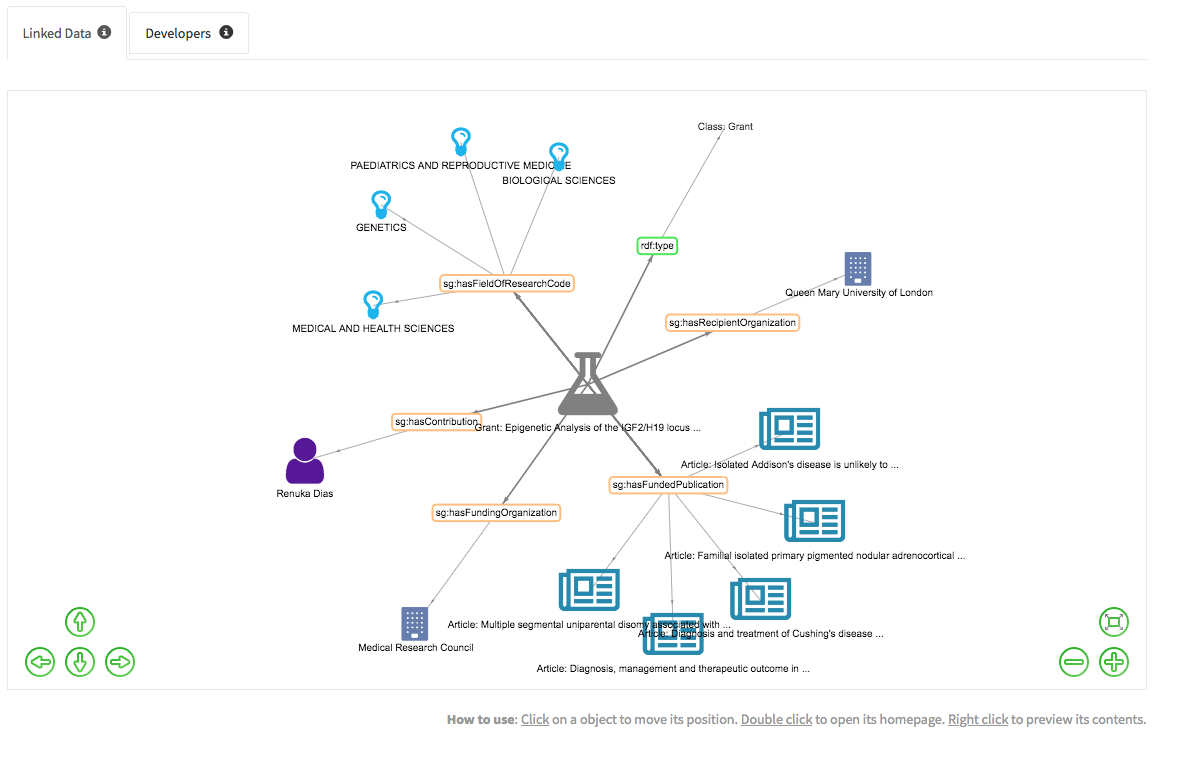 Linked Data
Developers
Class: Grant
PAEDIATRICS AND REPRODUCTIVE MEDICINE
BIOLOGICAL SCIENCES
GENETICS
rdf:type
sg:hasFieldOfResearchCode
Queen Mary University of London
MEDICAL AND HEALTH SCIENCES
sg:hasRecipientOrganization
sg:hasContribution
Grant: Epigenetic Analysis of the IGF2/H19 locus ...
Article: Isolated Addison's disease is unlikely to ...
sg:hasFundedPublication
Renuka Dias
sg:hasFundingOrganization
Article: Familial isolated primary pigmented nodular adrenocortical ...
Article: Multiple segmental uniparental disomy associated with ...
Article: Diagnosis and treatment of Cushing's disease ...
Medical Research Council
Article: Diagnosis, management and therapeutic outcome in ...
How to use: Click on a object to move its position. Double click to open its homepage. Right click to preview its contents.